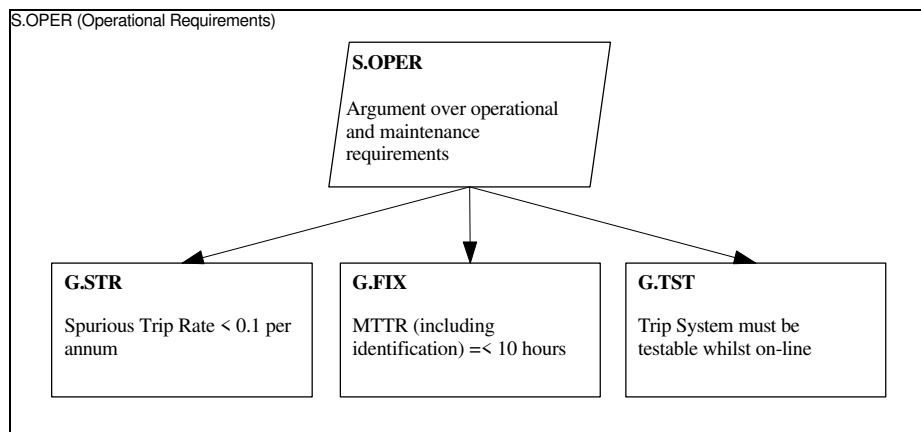 S.OPER (Operational Requirements)
S.OPER
Argument over operational
and maintenance
requirements
G.STR
Spurious Trip Rate < 0.1 per
annum
G.FIX
MTTR (including
identification) =< 10 hours
G.TST
Trip System must be
testable whilst on-line